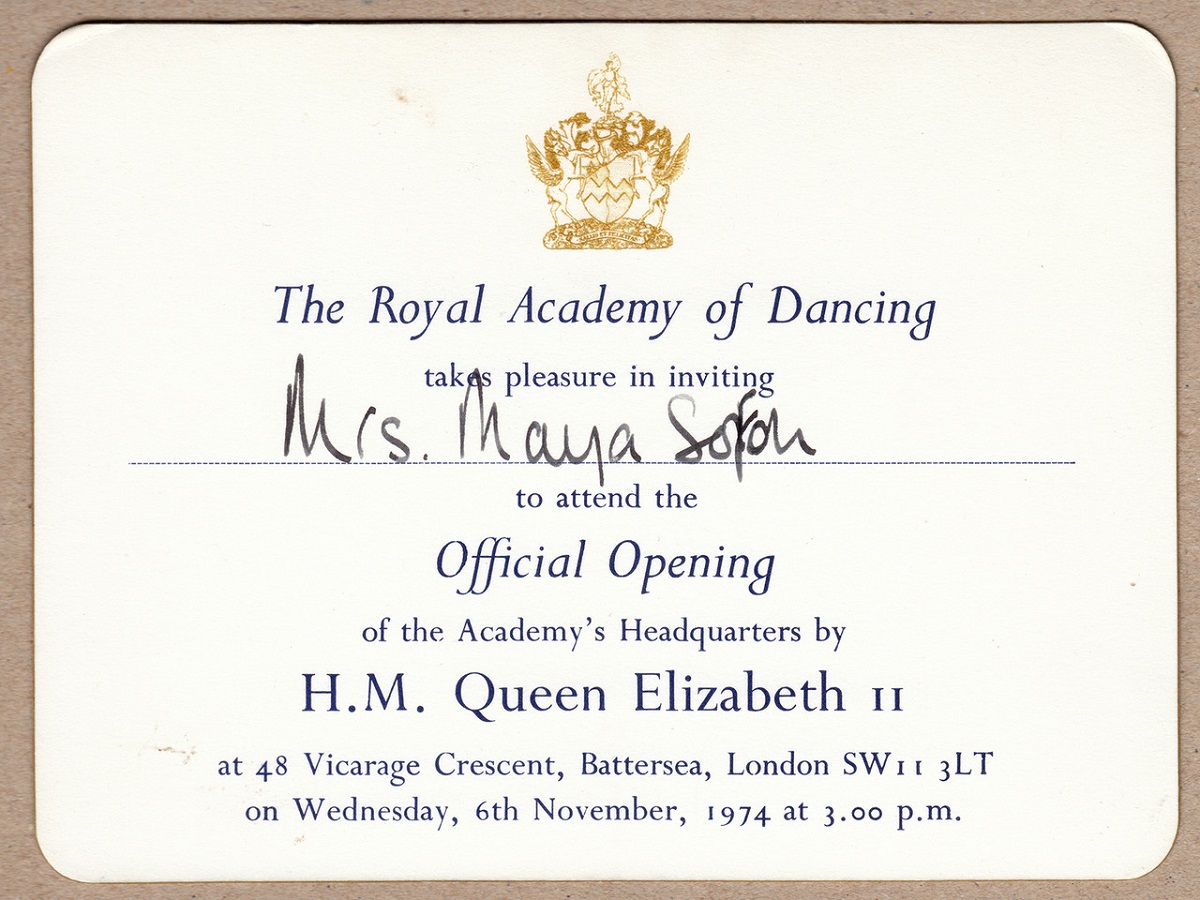 The Royal Academy of Dancing
takes pleasure in inviting
Mrs. Maya
to attend the
Official Opening
of the Academy's Headquarters by
H.M. Queen Elizabeth II
at 48 Vicarage Crescent, Battersea, London SW11 3LT
on Wednesday, 6th November, 1974 at 3.00 p.m.